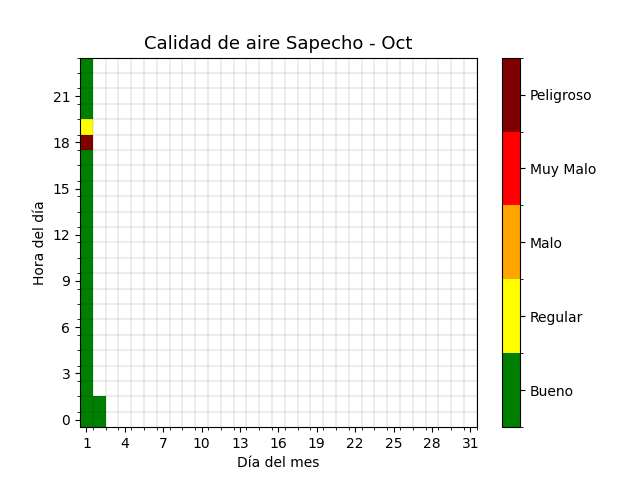 Calidad de aire Sapecho - Oct
Hora del día
21
18
15
12
9
6
3
0
1 4 7 10 13 16 19 22 25 28 31
Día del mes
Peligroso
Muy Malo
Malo
Regular
Bueno